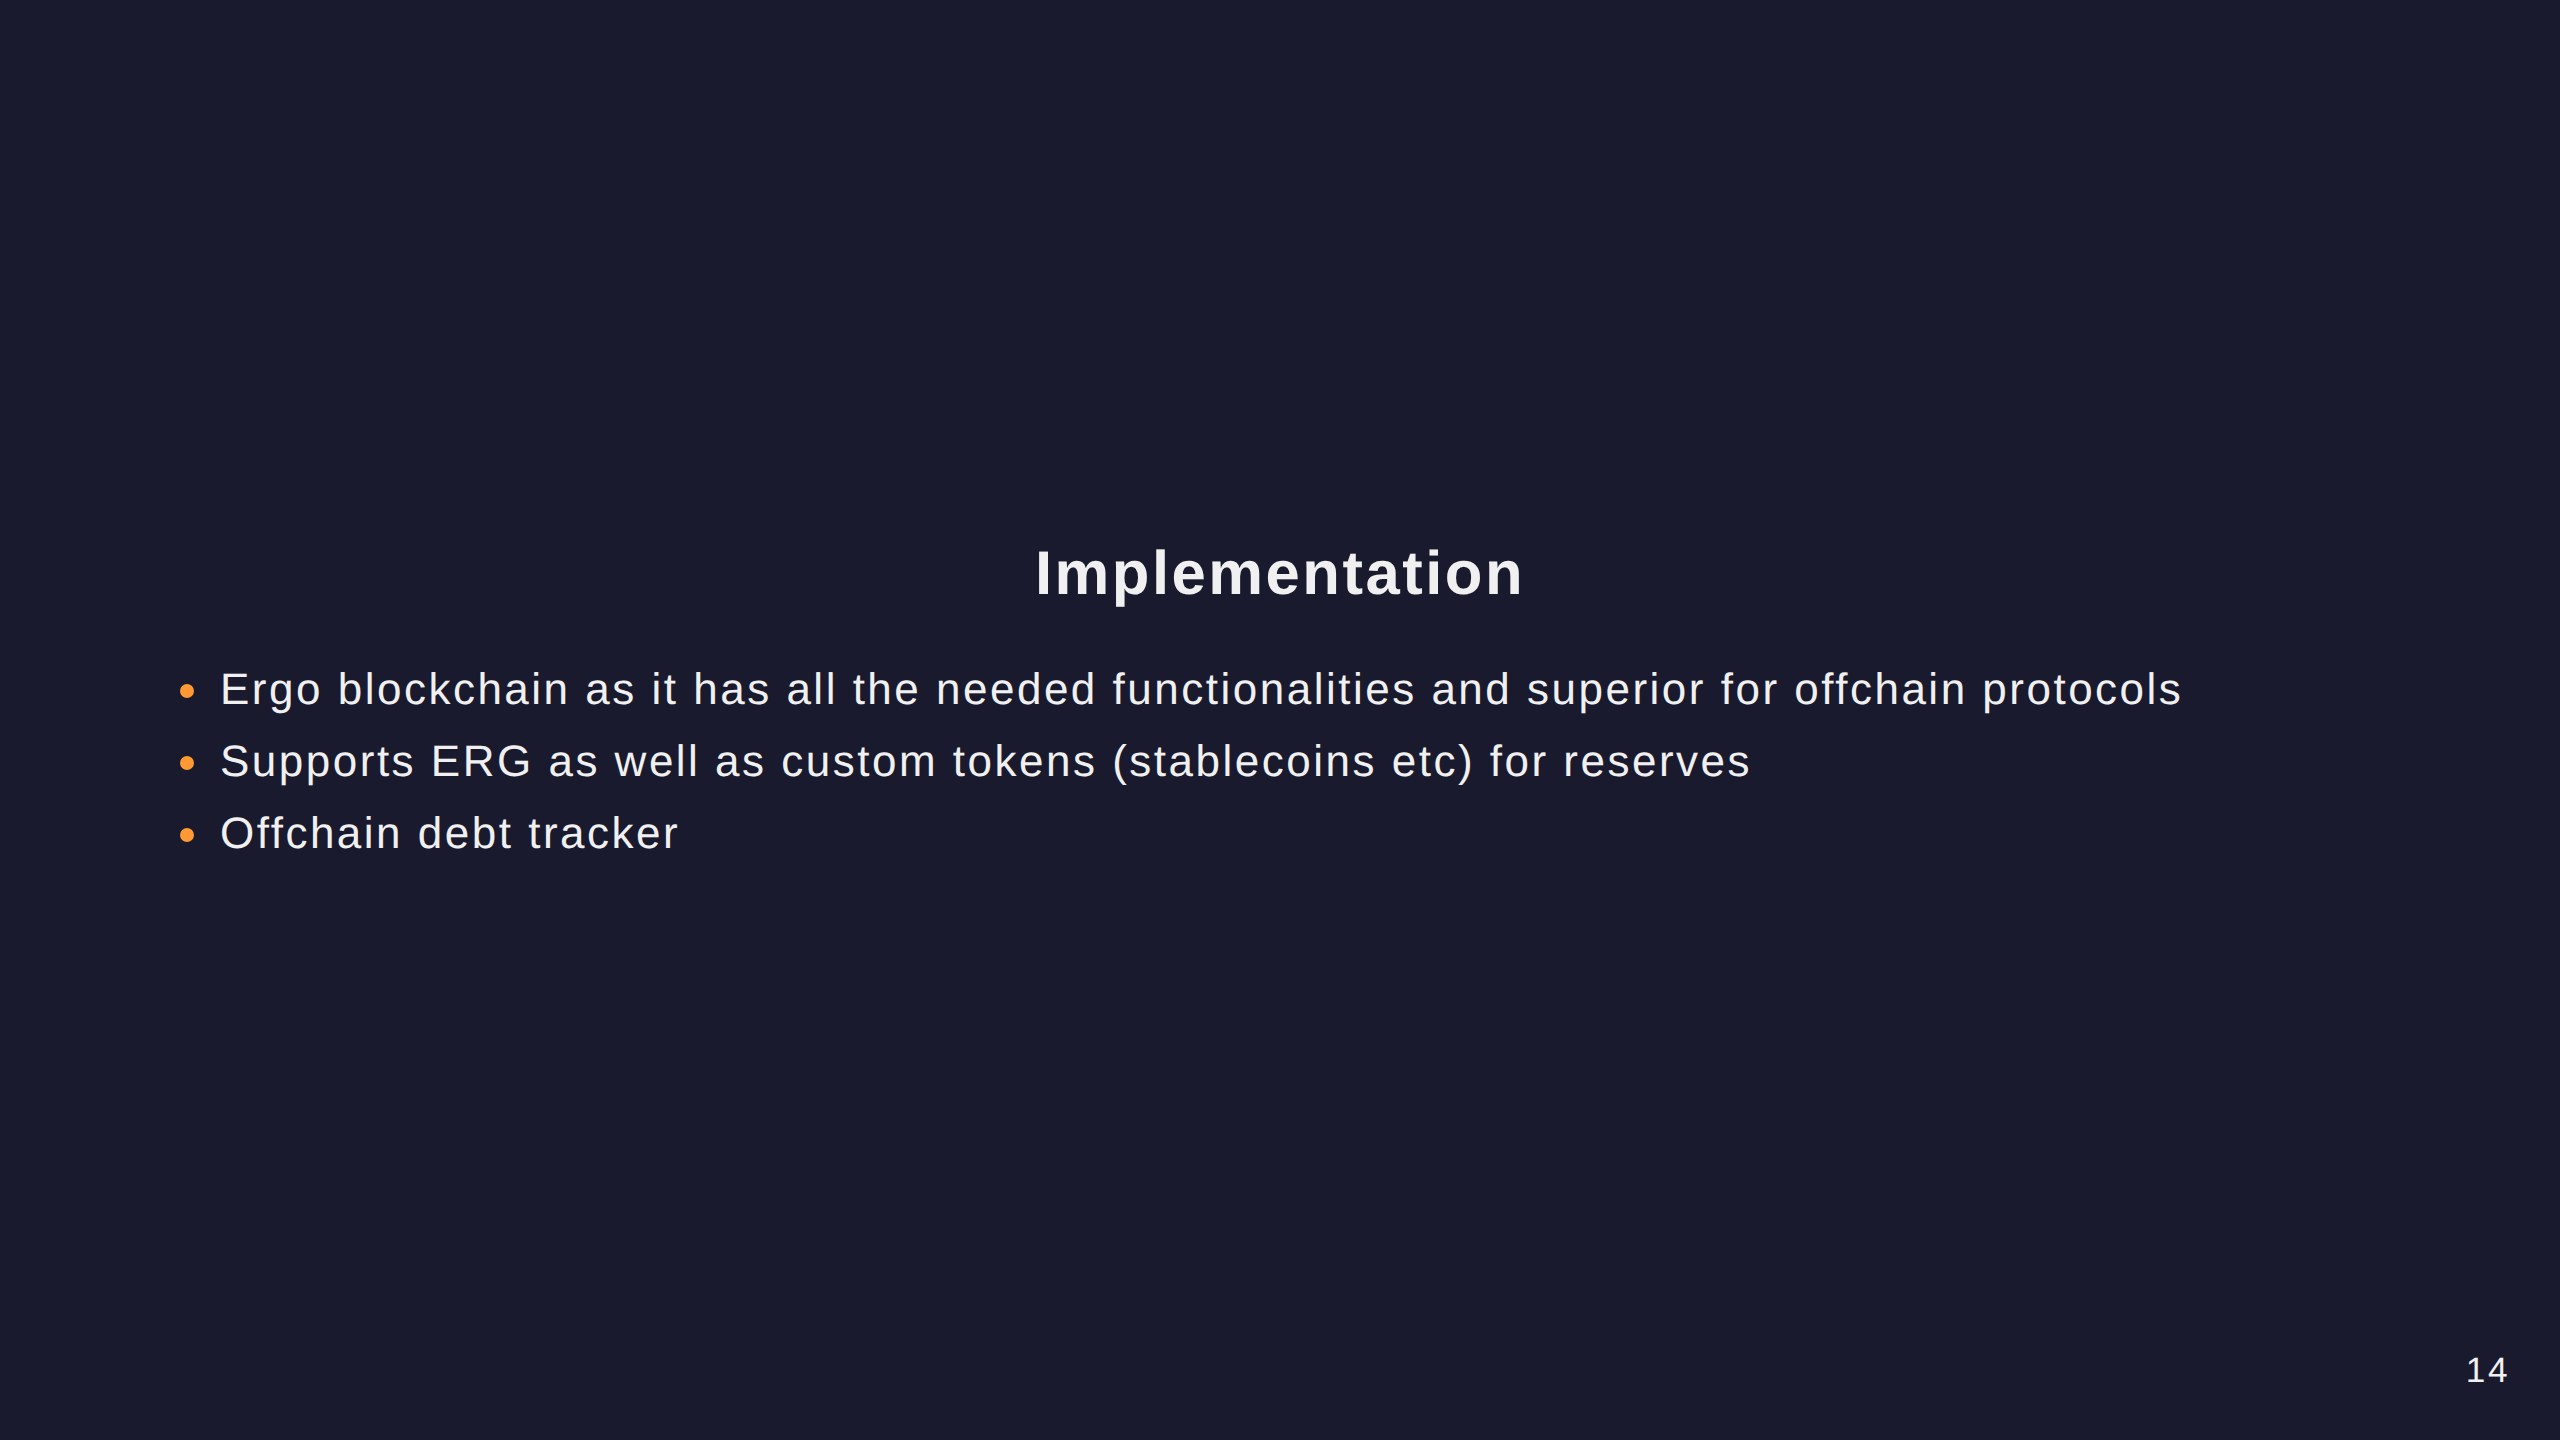 Implementation
Ergo blockchain as it has all the needed functionalities and superior for offchain protocols
Supports ERG as well as custom tokens (stablecoins etc) for reserves
Offchain debt tracker
14